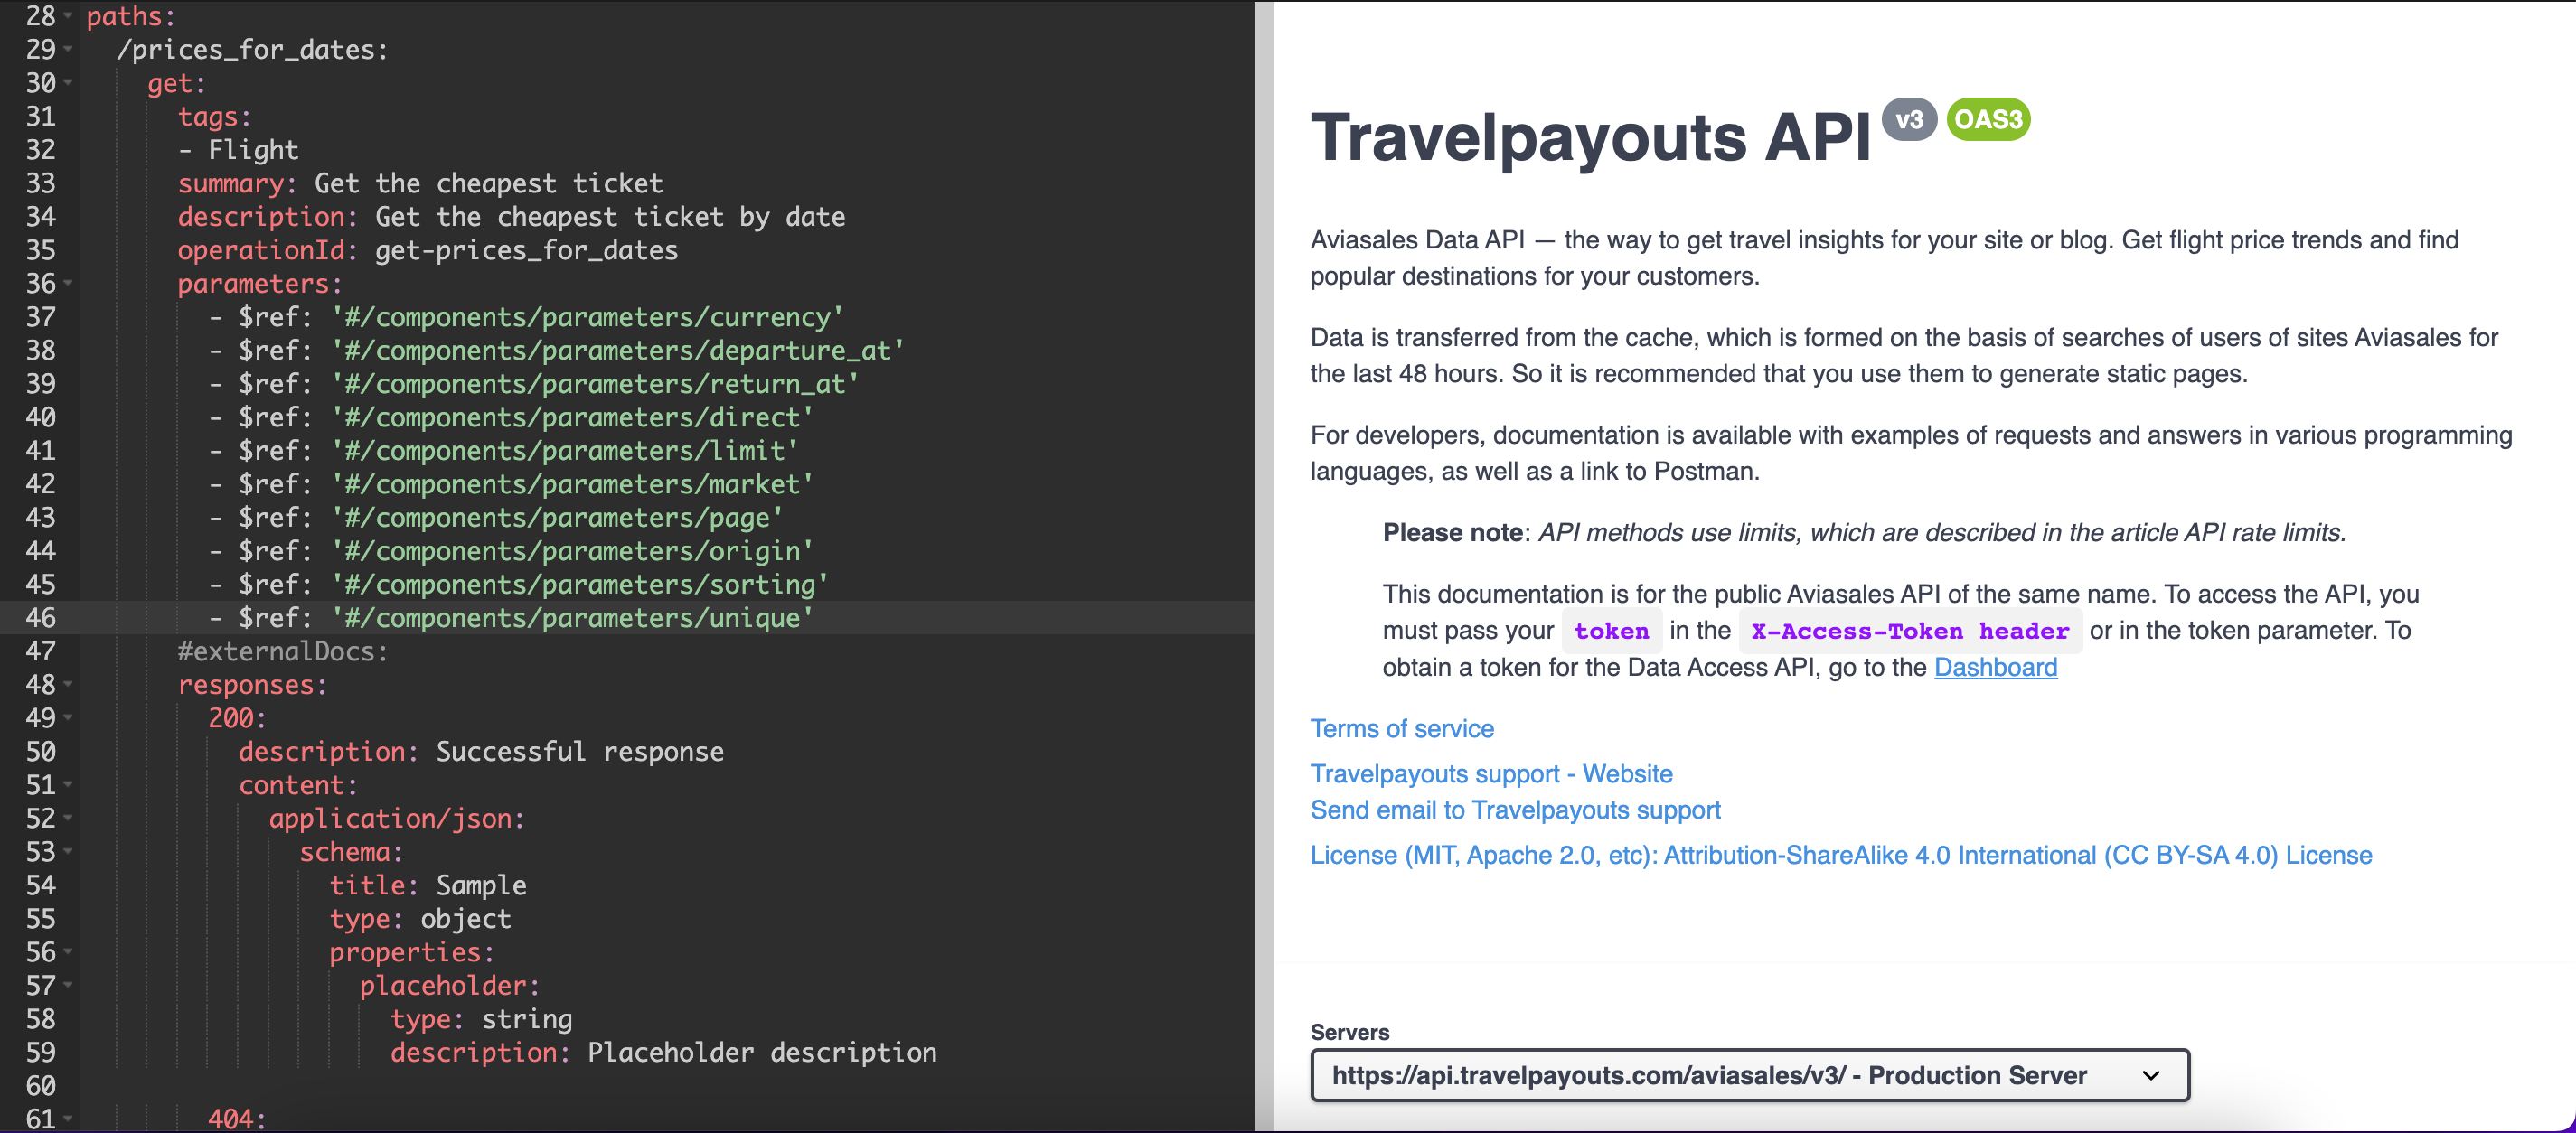 28 paths:
29 /prices_for_dates:
30 get:
31 tags:
32 - Flight
33 summary: Get the cheapest ticket
34 description: Get the cheapest ticket by date
35 operationId: get-prices_for_dates
36 parameters:
37 - $ref: '#/components/parameters/currency'
38 - $ref: '#/components/parameters/departure_at'
39 - $ref: '#/components/parameters/return_at'
40 - $ref: '#/components/parameters/direct'
41 - $ref: '#/components/parameters/limit'
42 - $ref: '#/components/parameters/market'
43 - $ref: '#/components/parameters/page'
44 - $ref: '#/components/parameters/origin'
45 - $ref: '#/components/parameters/sorting'
46 - $ref: '#/components/parameters/unique'
47 #externalDocs:
48 responses:
49 200:
50 description: Successful response
51 content:
52 application/json:
53 schema:
54 title: Sample
55 type: object
56 properties:
57 placeholder:
58 type: string
59 description: Placeholder description
60
61 404:
Travelpayouts API v3 OAS3
Aviasales Data API — the way to get travel insights for your site or blog. Get flight price trends and find
popular destinations for your customers.
Data is transferred from the cache, which is formed on the basis of searches of users of sites Aviasales for
the last 48 hours. So it is recommended that you use them to generate static pages.
For developers, documentation is available with examples of requests and answers in various programming
languages, as well as a link to Postman.
Please note: API methods use limits, which are described in the article API rate limits.
This documentation is for the public Aviasales API of the same name. To access the API, you
must pass your token in the X-Access-Token header or in the token parameter. To
obtain a token for the Data Access API, go to the Dashboard
Terms of service
Travelpayouts support - Website
Send email to Travelpayouts support
License (MIT, Apache 2.0, etc): Attribution-ShareAlike 4.0 International (CC BY-SA 4.0) License
Servers
https://api.travelpayouts.com/aviasales/v3/ - Production Server